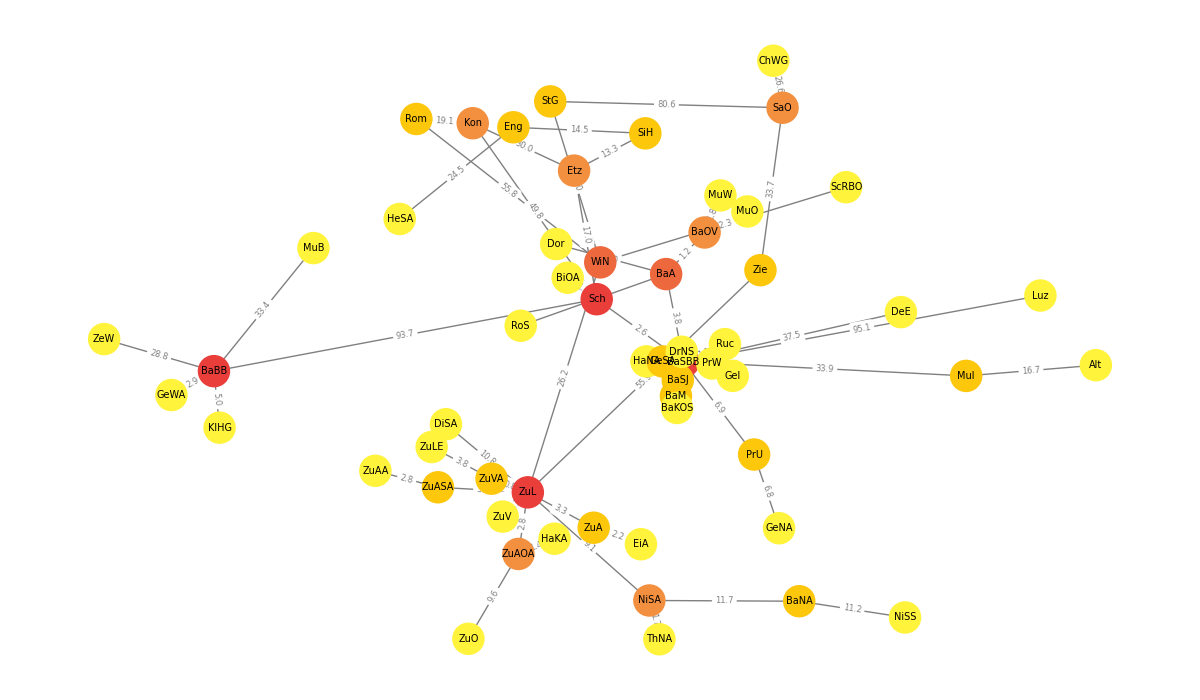 ChWG
26.6
StG
80.6
SaO
Rom
19.1
Kon
Eng
14.5
SiH
30.0
13.3
Etz
24.5
55.8
33.7
ScRBO
MuW
MuO
HeSA
49.8
2.3
BaOV
17.0
Dor
MuB
WiN
1.2
BiOA
BaA
Zie
Sch
Luz
33.4
3.8
DeE
RoS
2.6
93.7
37.5
95.1
ZeW
28.8
Ruc
DrNS
HaNA
BaSBB
PrW
BaBB
26.2
33.9
MuI
16.7
Alt
GeI
BaSJ
2.9
GeWA
5.0
BaM
BaKOS
6.9
KIHG
DiSA
ZuLE
10.8
PrU
3.8
ZuAA
2.8
ZuVA
ZuASA
ZuL
6.8
3.3
ZuV
2.8
ZuA
2.2
GeNA
HaKA
EiA
9.1
ZuAOA
9.6
NiSA
11.7
BaNA
11.2
NiSS
ZuO
ThNA